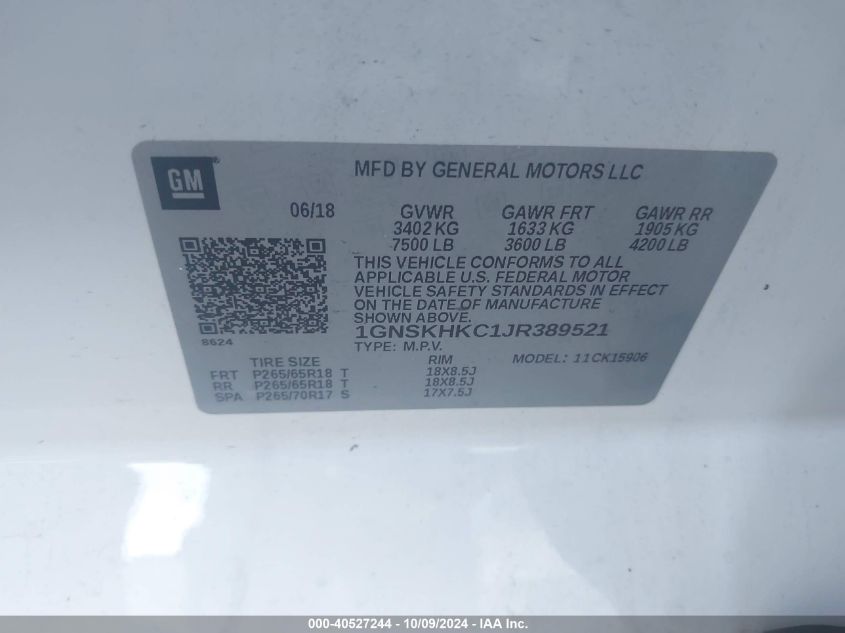 GM®
MFD BY GENERAL MOTORS LLC
06/18 GVWR GAWR FRT GAWR RR
3402 KG 1633 KG 1905 KG
7500 LB 3600 LB 4200 LB
THIS VEHICLE CONFORMS TO ALL
APPLICABLE U.S. FEDERAL MOTOR
VEHICLE SAFETY STANDARDS IN EFFECT
ON THE DATE OF MANUFACTURE
SHOWN ABOVE.
1GNSKHKC1JR389521
8624
TYPE: M.P.V. MODEL: 11CK15906
TIRE SIZE RIM
FRT P265/65R18 T 18X8.5J
RR P265/65R18 T 18X8.5J
SPA P265/70R17 S 17X7.5J
000-40527244 - 10/09/2024 - IAA Inc.